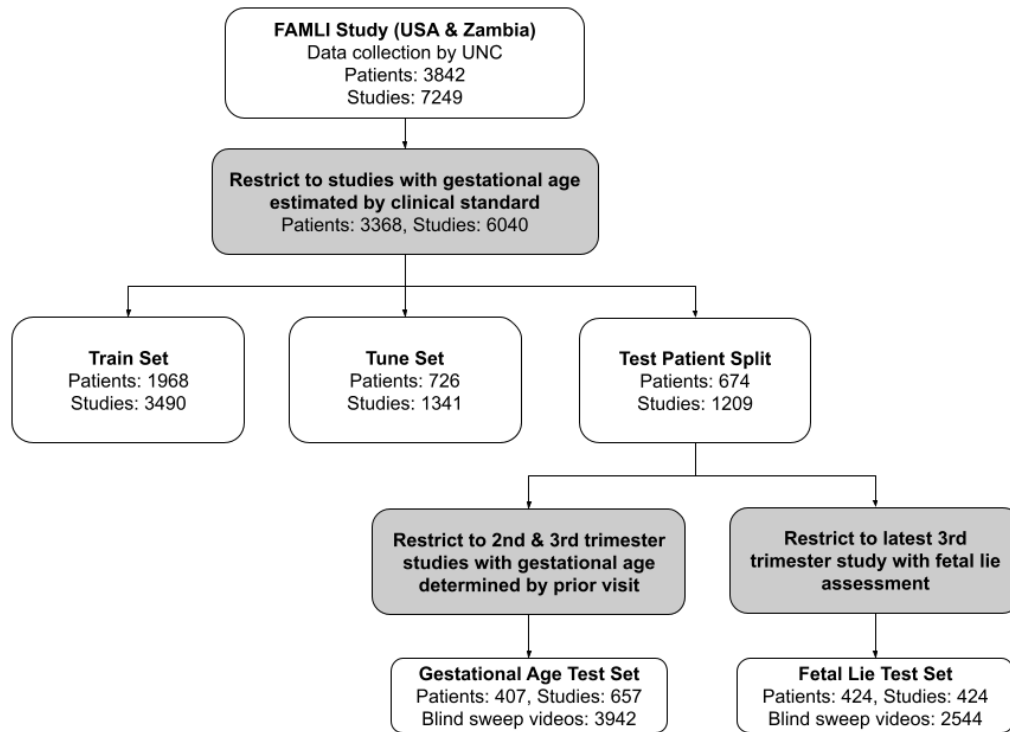 FAMLI Study (USA & Zambia)
Data collection by UNC
Patients: 3842
Studies: 7249
Restrict to studies with gestational age
estimated by clinical standard
Patients: 3368, Studies: 6040
Train Set
Patients: 1968
Studies: 3490
Tune Set
Patients: 726
Studies: 1341
Test Patient Split
Patients: 674
Studies: 1209
Restrict to 2nd & 3rd trimester
studies with gestational age
determined by prior visit
Restrict to latest 3rd
trimester study with fetal lie
assessment
Gestational Age Test Set
Patients: 407, Studies: 657
Blind sweep videos: 3942
Fetal Lie Test Set
Patients: 424, Studies: 424
Blind sweep videos: 2544